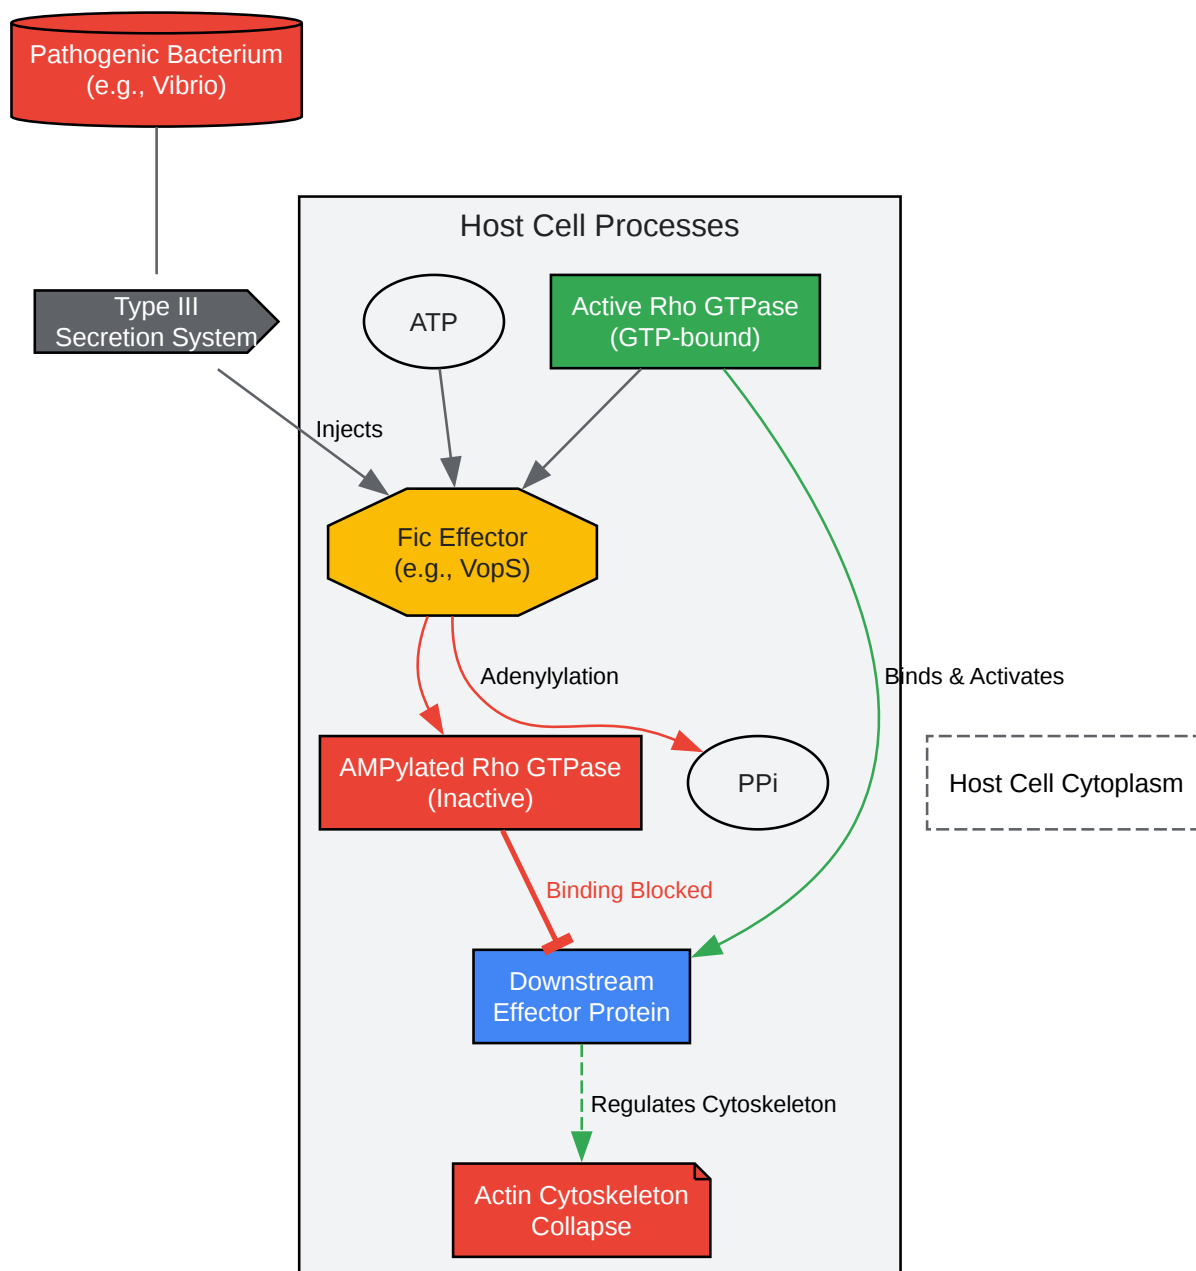 Pathogenic Bacterium
(e.g., Vibrio)
Host Cell Processes
Type III
Secretion System
ATP
Active Rho GTPase
(GTP-bound)
Injects
Fic Effector
(e.g., VopS)
Adenylylation
Binds & Activates
AMPylated Rho GTPase
(Inactive)
PPi
Host Cell Cytoplasm
Binding Blocked
Downstream
Effector Protein
Regulates Cytoskeleton
Actin Cytoskeleton
Collapse